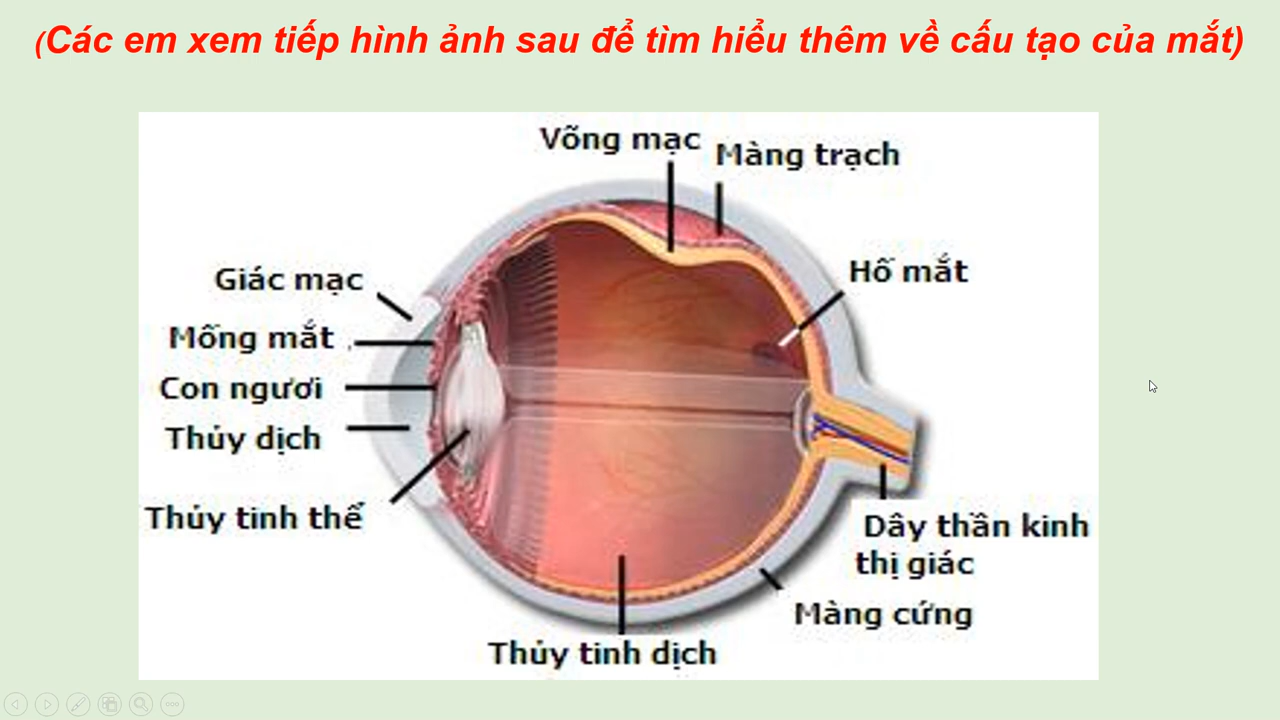 (Các em xem tiếp hình ảnh sau để tìm hiểu thêm về cấu tạo của mắt)
Võng mạc
Màng trạch
Giác mạc
Hố mắt
Mống mắt
Con ngươi
Thủy dịch
Thủy tinh thể
Dây thần kinh
thị giác
Màng cứng
Thủy tinh dịch